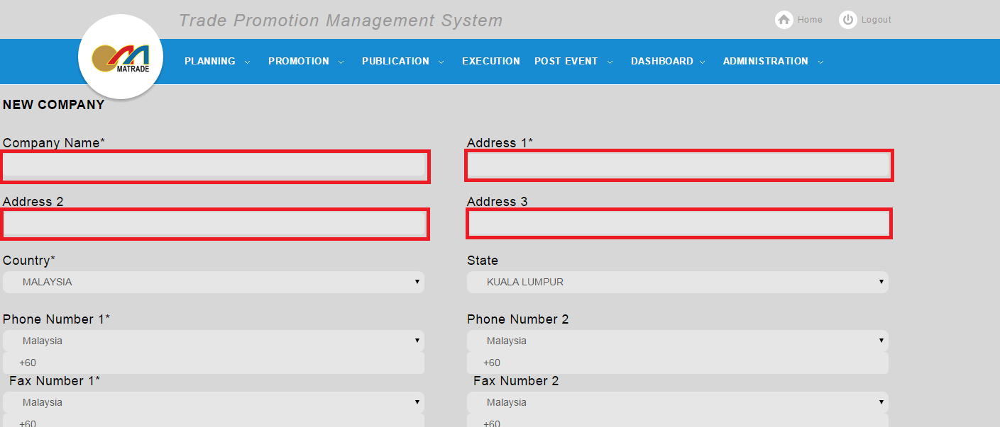 Trade Promotion Management System
Home
Logout
MATRADE
PLANNING PROMOTION PUBLICATION EXECUTION POST EVENT DASHBOARD ADMINISTRATION
NEW COMPANY
Company Name* Address 1*
Address 2 Address 3
Country* State
MALAYSIA KUALA LUMPUR
Phone Number 1* Phone Number 2
Malaysia Malaysia
+60 +60
Fax Number 1* Fax Number 2
Malaysia Malaysia
+60 +60